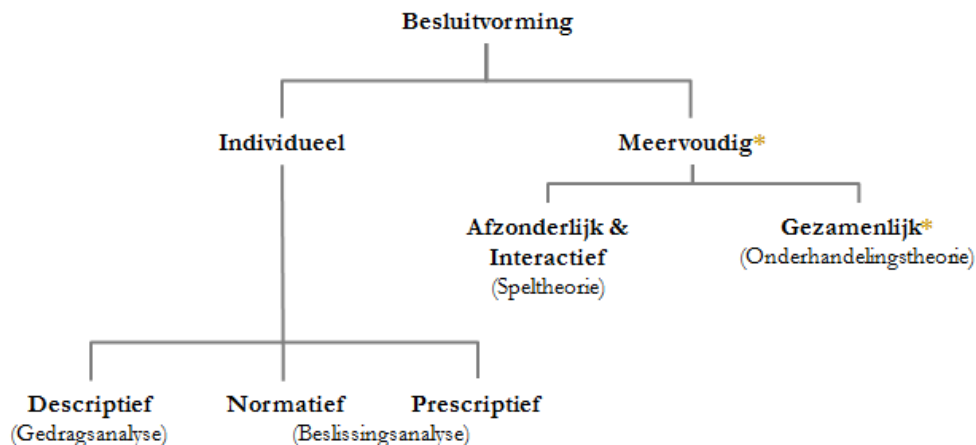 Besluitvorming
Individueel
Meervoudig*
Afzonderlijk &
Interactief
(Speltheorie)
Gezamenlijk*
(Onderhandelingstheorie)
Descriptief
(Gedragsanalyse)
Normatief
Prescriptief
(Beslissingsanalyse)